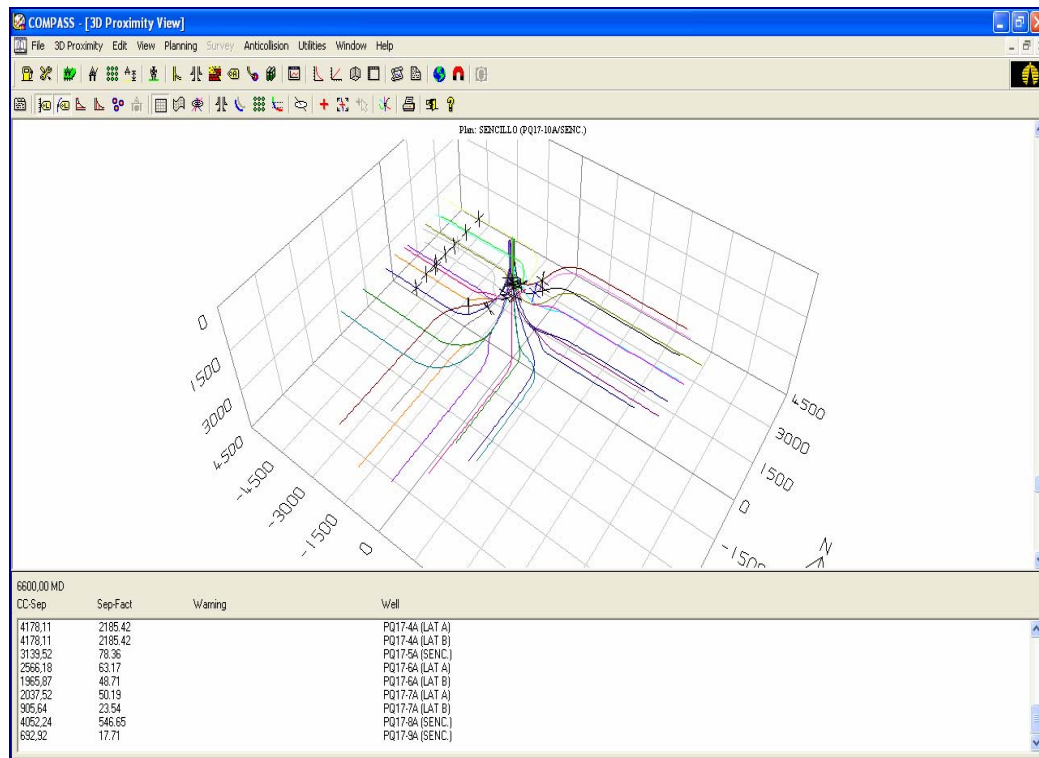 COMPASS - [3D Proximity View]
File 3D Proximity Edit View Planning Survey Anticollision Utilities Window Help
Plan: SENCILLO (PQ17-10A/SENC.)
0
1500
3000
4500
-4500
-3000
-1500
0
4500
3000
1500
0
-1500
N
6600,00 MD
CC-Sep Sep-Fact Warning Well
4178,11 2185.42 PQ17-4A (LAT A)
4178,11 2185.42 PQ17-4A (LAT B)
3139,52 78.36 PQ17-5A (SENC.)
2566,18 63.17 PQ17-6A (LAT A)
1965,87 48.71 PQ17-6A (LAT B)
2037,52 50.19 PQ17-7A (LAT A)
905,64 23.54 PQ17-7A (LAT B)
4052,24 546.65 PQ17-8A (SENC.)
692,92 17.71 PQ17-9A (SENC.)